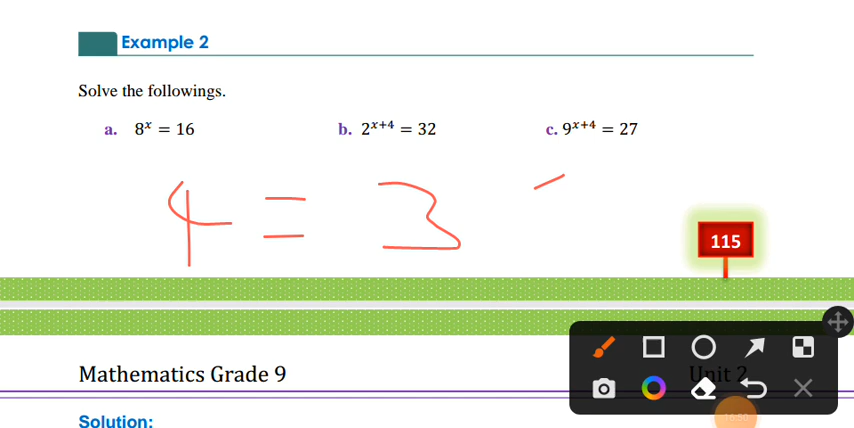 Example 2
Solve the followings.
a. 8ˣ = 16 b. 2ˣ⁺⁴ = 32 c. 9ˣ⁺⁴ = 27
4 = 3
115
Mathematics Grade 9 Unit 2
Solution: